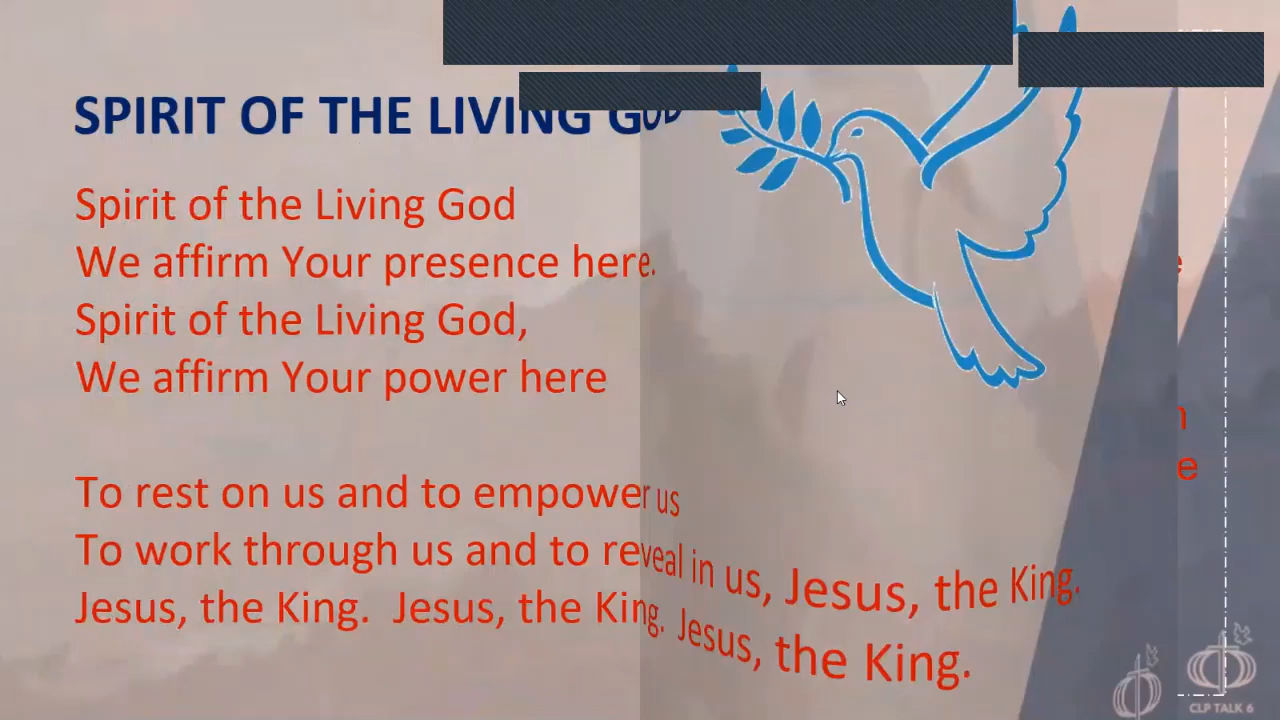 SPIRIT OF THE LIVING GOD
Spirit of the Living God
We affirm Your presence here.
Spirit of the Living God,
We affirm Your power here
To rest on us and to empower us
To work through us and to reveal in us, Jesus, the King.
Jesus, the King. Jesus, the King. Jesus, the King.
CLP TALK 6